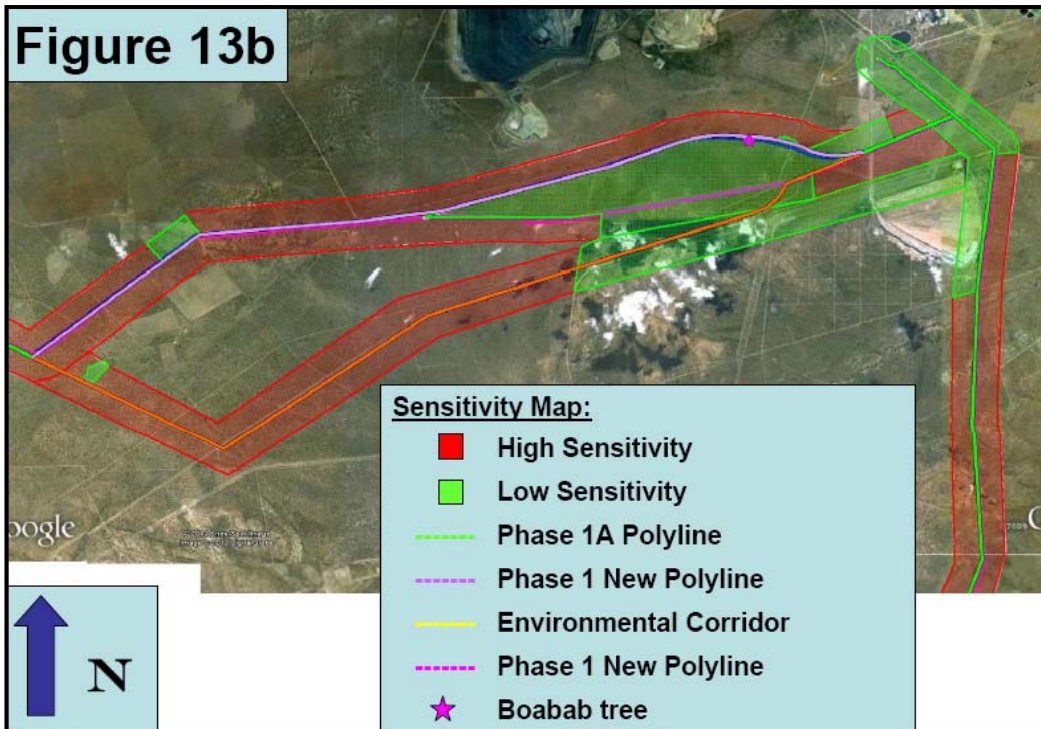 Figure 13b
Sensitivity Map:
High Sensitivity
Low Sensitivity
Phase 1A Polyline
Phase 1 New Polyline
Environmental Corridor
Phase 1 New Polyline
Boabab tree
oogle
N